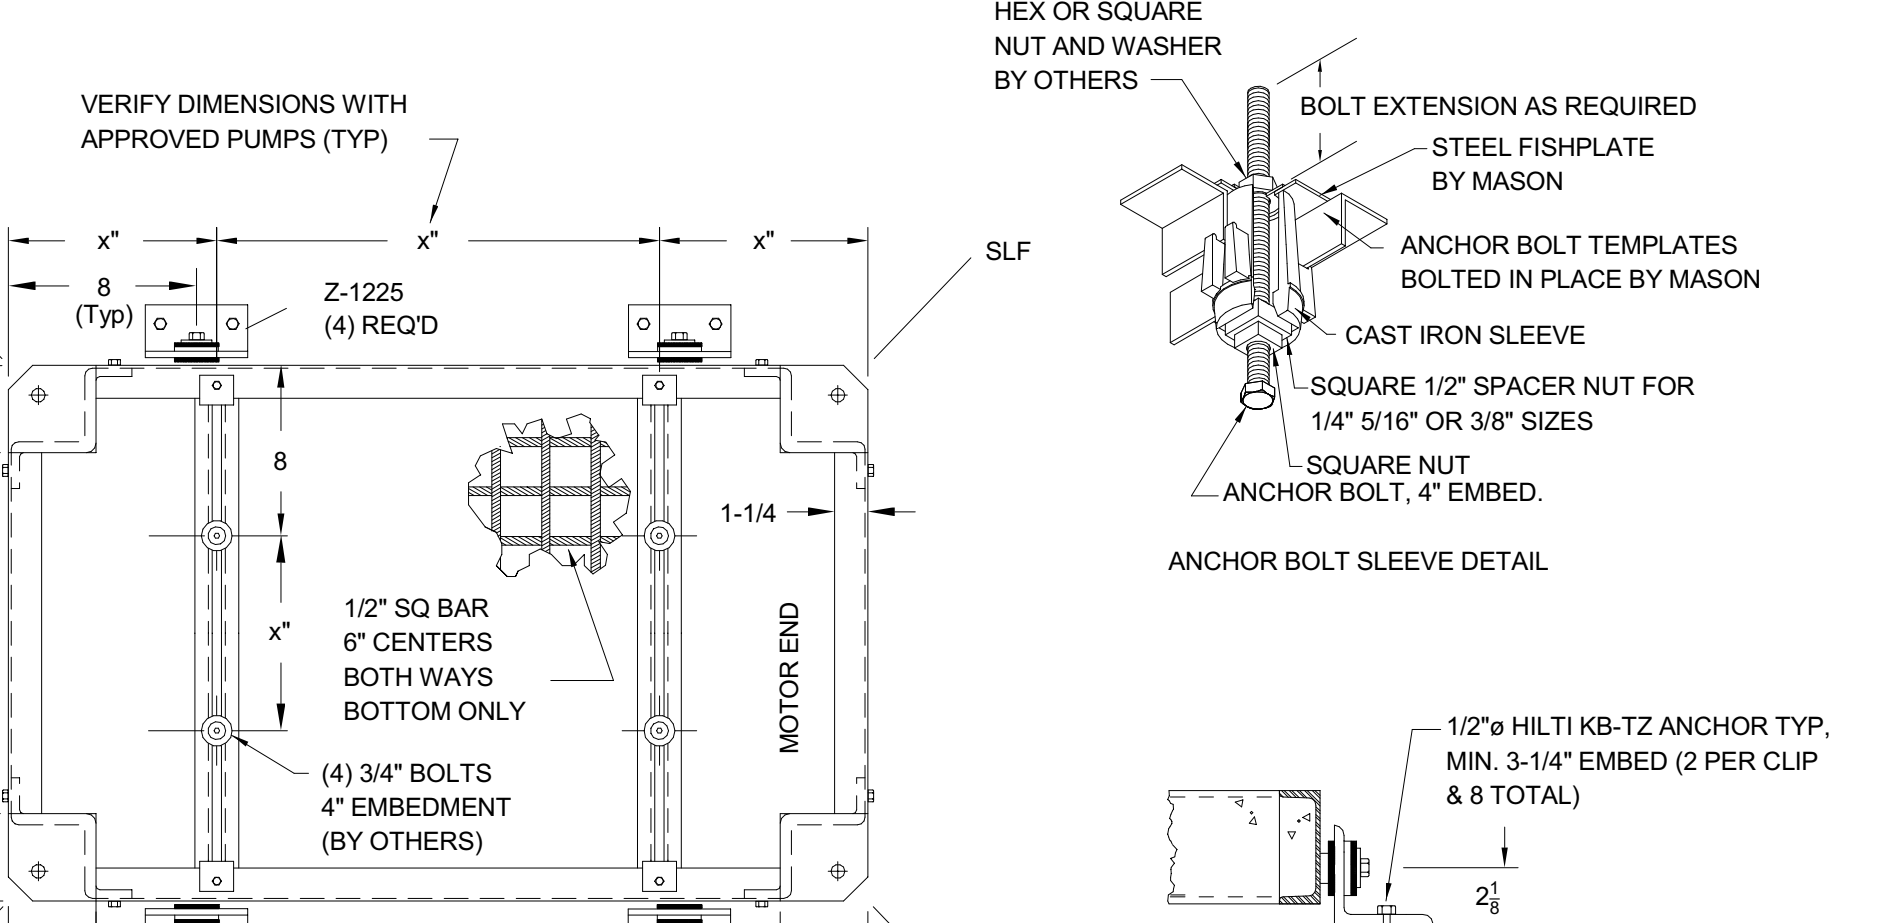 HEX OR SQUARE
NUT AND WASHER
BY OTHERS
VERIFY DIMENSIONS WITH
APPROVED PUMPS (TYP)
BOLT EXTENSION AS REQUIRED
STEEL FISHPLATE
BY MASON
ANCHOR BOLT TEMPLATES
BOLTED IN PLACE BY MASON
CAST IRON SLEEVE
SQUARE 1/2" SPACER NUT FOR
1/4" 5/16" OR 3/8" SIZES
SQUARE NUT
ANCHOR BOLT, 4" EMBED.
ANCHOR BOLT SLEEVE DETAIL
x"
x"
x"
SLF
8
(Typ)
Z-1225
(4) REQ'D
8
1-1/4
x"
1/2" SQ BAR
6" CENTERS
BOTH WAYS
BOTTOM ONLY
MOTOR END
(4) 3/4" BOLTS
4" EMBEDMENT
(BY OTHERS)
1/2"ø HILTI KB-TZ ANCHOR TYP,
MIN. 3-1/4" EMBED (2 PER CLIP
& 8 TOTAL)
2 1/8